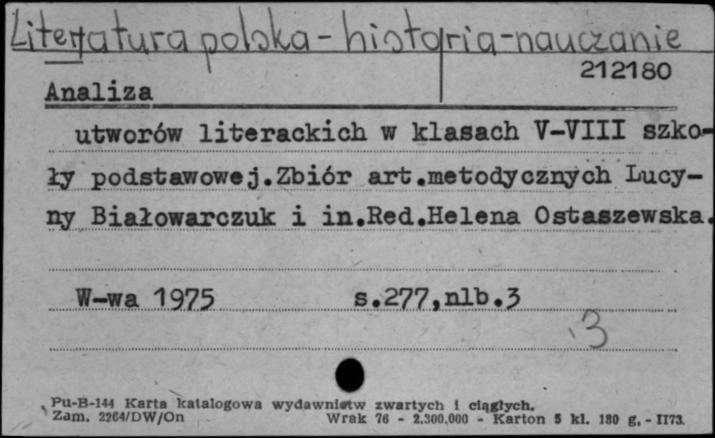 Literatura polska - historia - nauczanie
212180
Analiza
utworów literackich w klasach V-VIII szko-
ły podstawowej.Zbiór art.metodycznych Lucy-
ny Białowarczuk i in.Red.Helena Ostaszewska.
W-wa 1975 s.277,nlb.3
3
Pu-B-144 Karta katalogowa wydawnictw zwartych i ciągłych.
Zam. 2264/DW/On Wrak 76 - 2.300.000 - Karton 5 kl. 180 g. - II73.